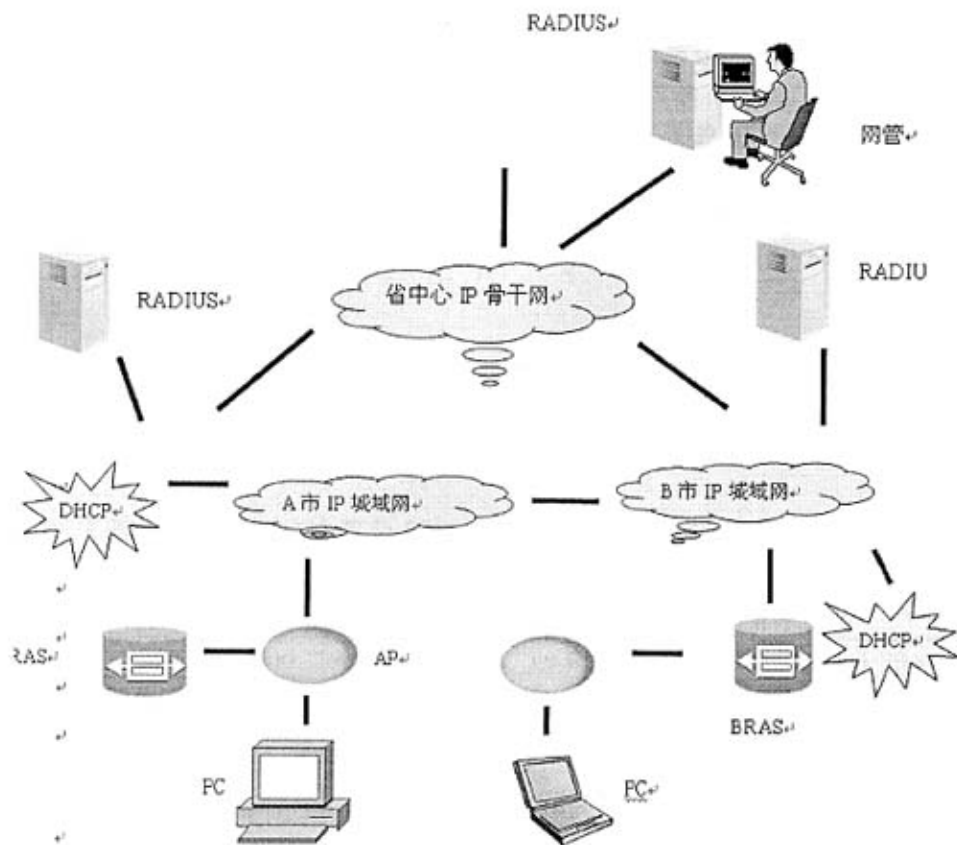 RADIUS
网管
RADIUS
省中心 IP 骨干网
RADIU
DHCP
A 市 IP 城域网
B 市 IP 城域网
RAS
AP
DHCP
BRAS
PC
PC